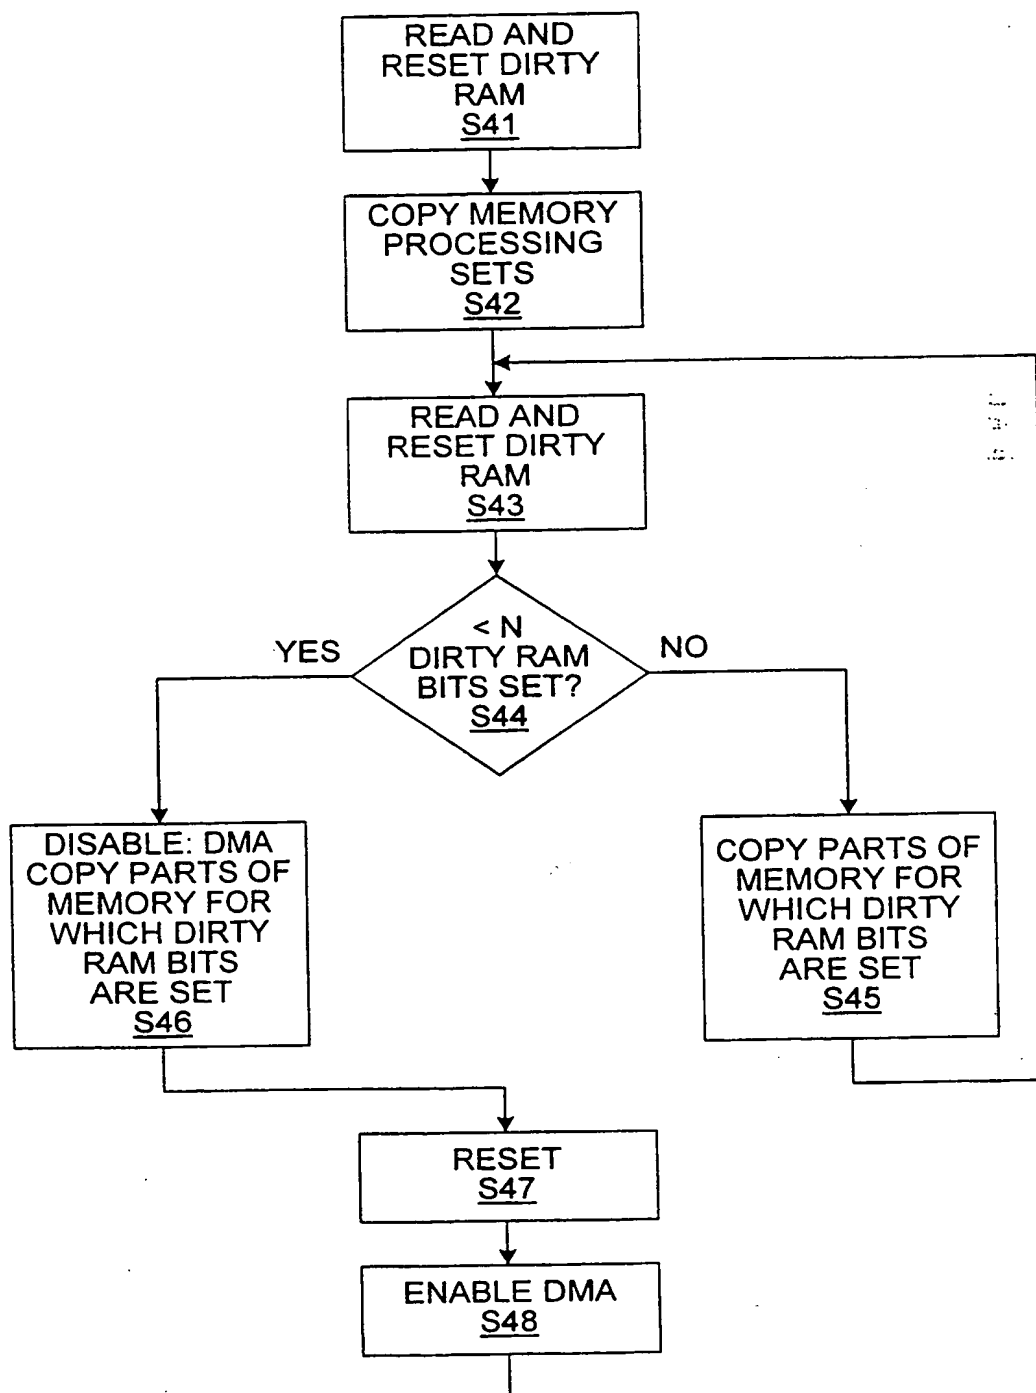 READ AND
RESET DIRTY
RAM
S41
COPY MEMORY
PROCESSING
SETS
S42
READ AND
RESET DIRTY
RAM
S43
< N
DIRTY RAM
BITS SET?
S44
YES
NO
DISABLE: DMA
COPY PARTS OF
MEMORY FOR
WHICH DIRTY
RAM BITS
ARE SET
S46
COPY PARTS OF
MEMORY FOR
WHICH DIRTY
RAM BITS
ARE SET
S45
RESET
S47
ENABLE DMA
S48